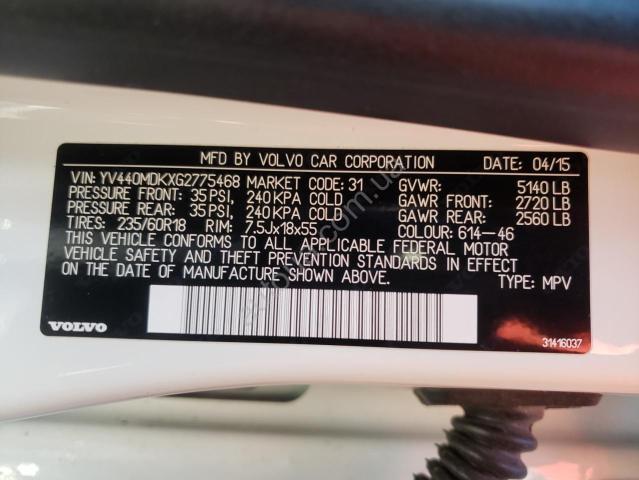 MFD BY VOLVO CAR CORPORATION DATE: 04/15
VIN: YV440MDKXG2775468 MARKET CODE: 31 GVWR: 5140 LB
PRESSURE FRONT: 35 PSI, 240 KPA COLD GAWR FRONT: 2720 LB
PRESSURE REAR: 35 PSI, 240 KPA COLD GAWR REAR: 2560 LB
TIRES: 235/60R18 RIM: 7.5Jx18x55 COLOUR: 614-46
THIS VEHICLE CONFORMS TO ALL APPLICABLE FEDERAL MOTOR
VEHICLE SAFETY AND THEFT PREVENTION STANDARDS IN EFFECT
ON DATE OF MANUFACTURE SHOWN ABOVE. TYPE: MPV
VOLVO 31416037